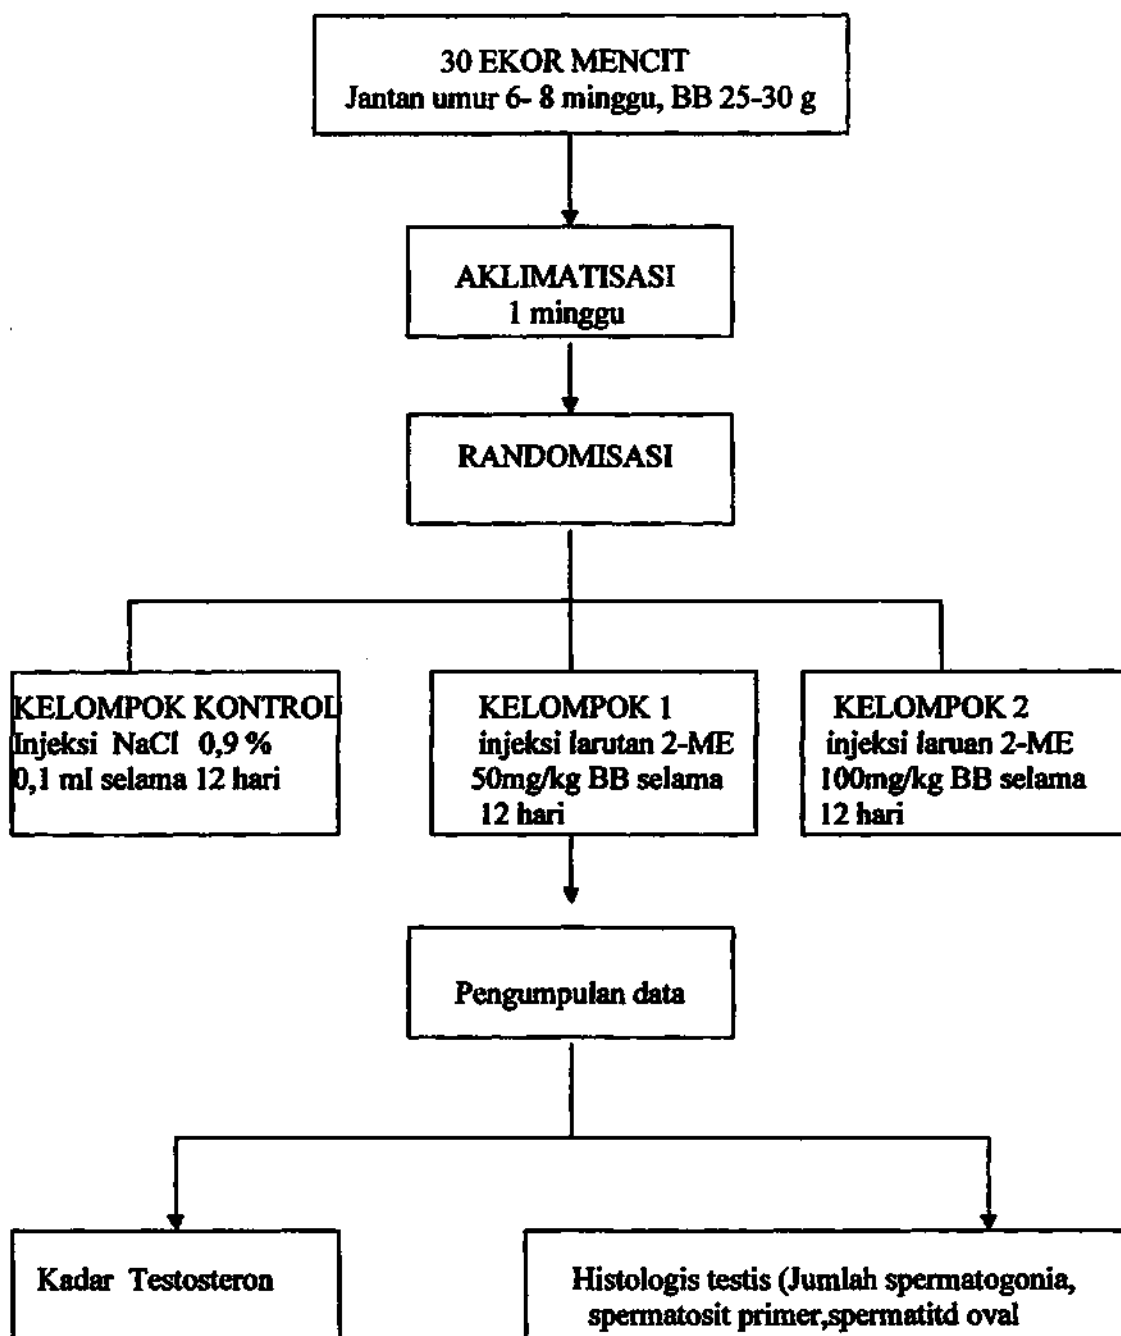 30 EKOR MENCIT
Jantan umur 6- 8 minggu, BB 25-30 g
AKLIMATISASI
1 minggu
RANDOMISASI
KELOMPOK KONTROL
Injeksi NaCl 0,9 %
0,1 ml selama 12 hari
KELOMPOK 1
injeksi larutan 2-ME
50mg/kg BB selama
12 hari
KELOMPOK 2
injeksi laruan 2-ME
100mg/kg BB selama
12 hari
Pengumpulan data
Kadar Testosteron
Histologis testis (Jumlah spermatogonia,
spermatosit primer,spermatitd oval